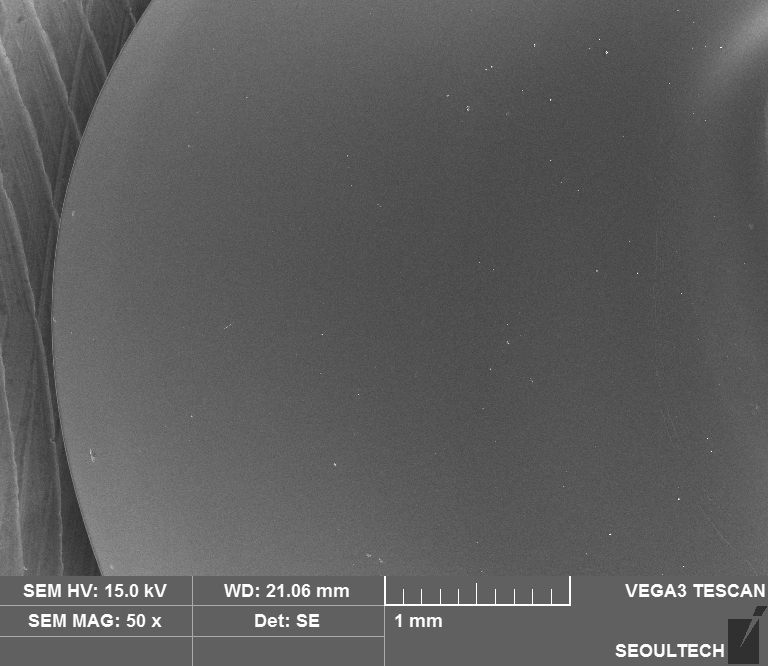 SEM HV: 15.0 kV WD: 21.06 mm VEGA3 TESCAN
SEM MAG: 50 x Det: SE 1 mm
SEOULTECH